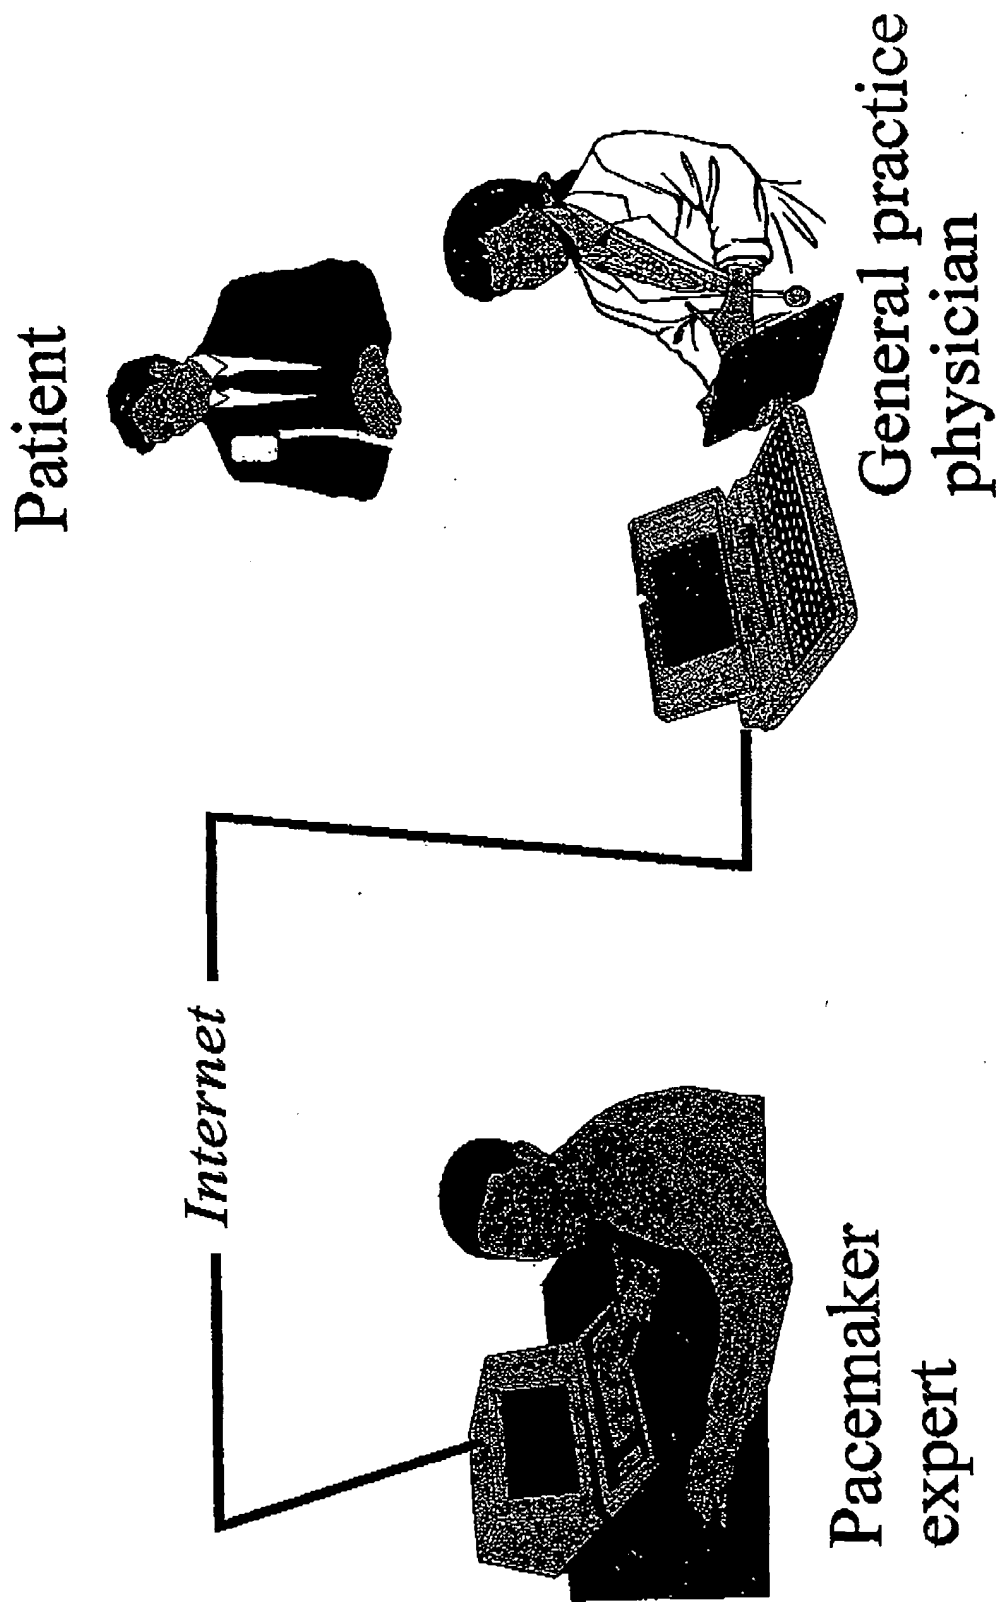 Pacemaker
expert
Internet
Patient
General practice
physician